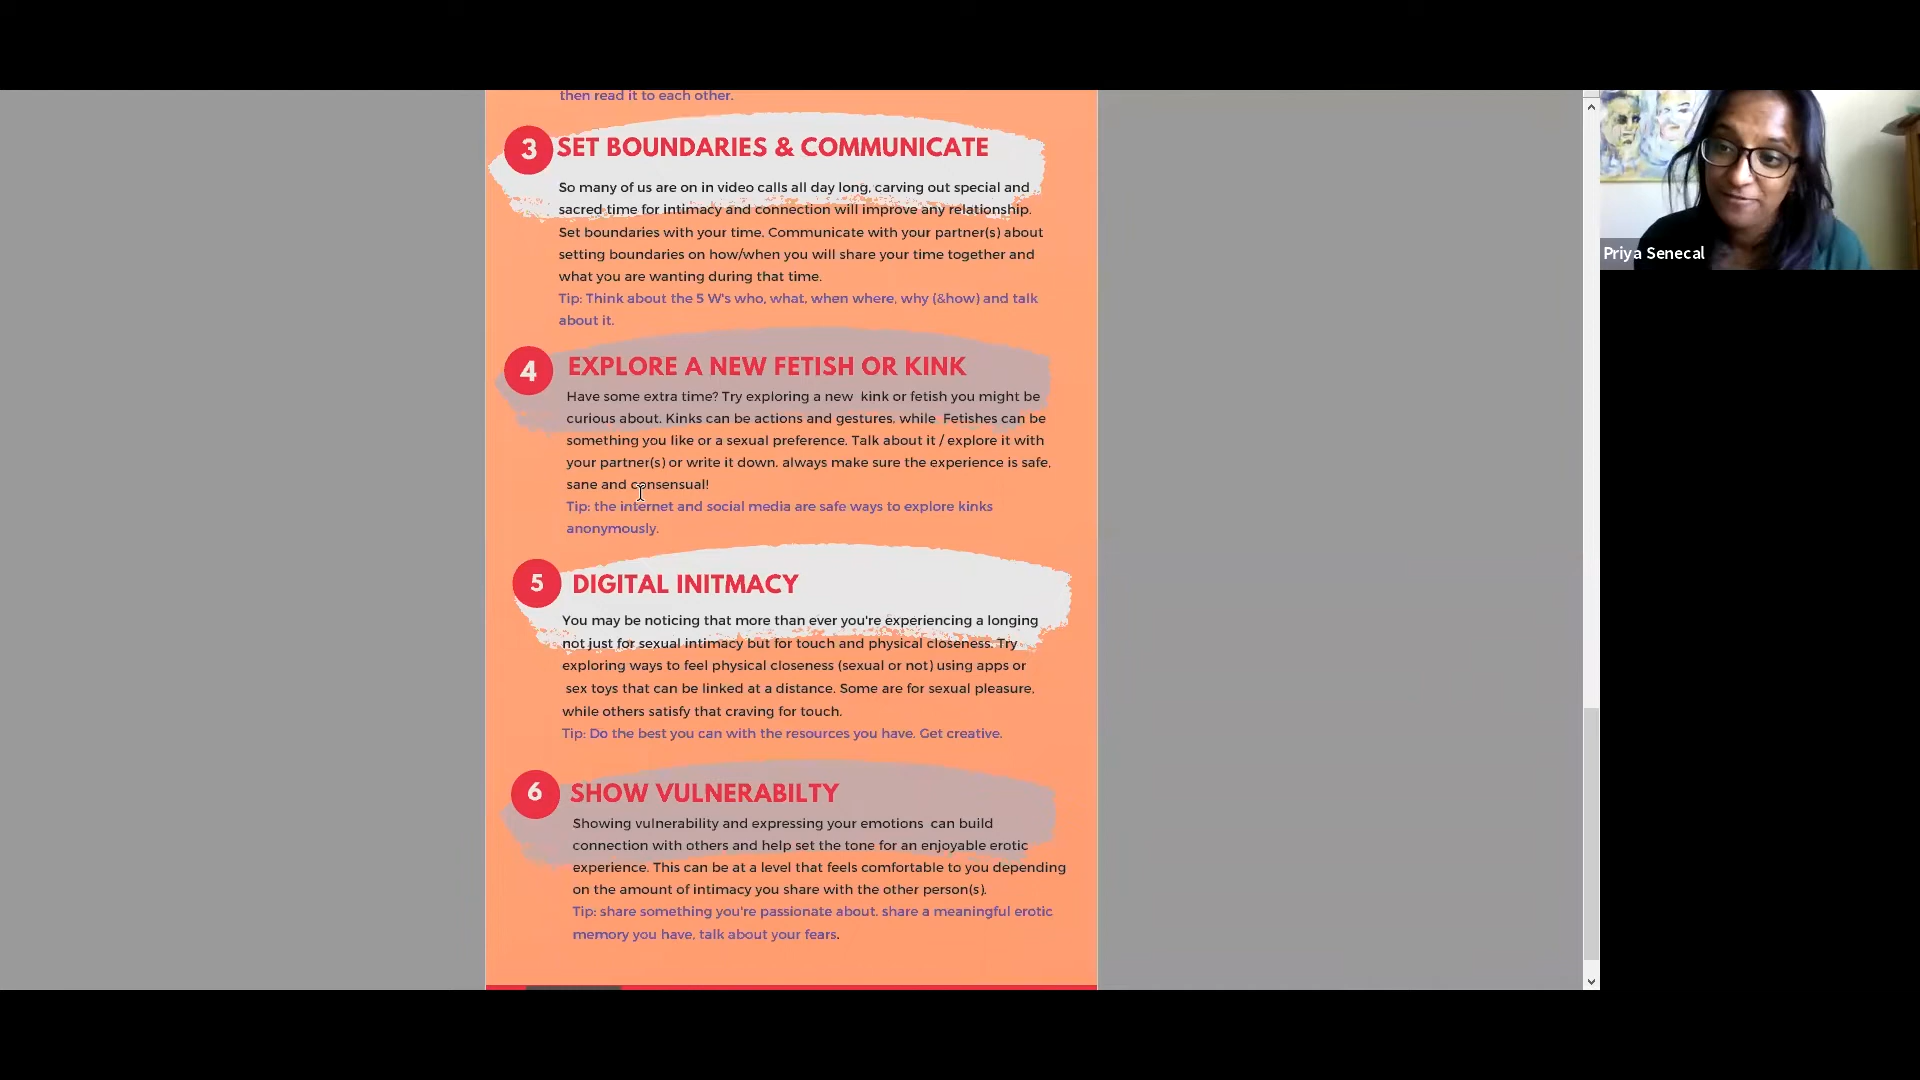 then read it to each other.
3 SET BOUNDARIES & COMMUNICATE
So many of us are on in video calls all day long, carving out special and
sacred time for intimacy and connection will improve any relationship.
Set boundaries with your time. Communicate with your partner(s) about
setting boundaries on how/when you will share your time together and
what you are wanting during that time.
Tip: Think about the 5 W's who, what, when where, why (&how) and talk
about it.
4 EXPLORE A NEW FETISH OR KINK
Have some extra time? Try exploring a new kink or fetish you might be
curious about. Kinks can be actions and gestures, while Fetishes can be
something you like or a sexual preference. Talk about it / explore it with
your partner(s) or write it down. always make sure the experience is safe,
sane and consensual!
Tip: the internet and social media are safe ways to explore kinks
anonymously.
5 DIGITAL INITMACY
You may be noticing that more than ever you're experiencing a longing
not just for sexual intimacy but for touch and physical closeness. Try
exploring ways to feel physical closeness (sexual or not) using apps or
sex toys that can be linked at a distance. Some are for sexual pleasure,
while others satisfy that craving for touch.
Tip: Do the best you can with the resources you have. Get creative.
6 SHOW VULNERABILTY
Showing vulnerability and expressing your emotions can build
connection with others and help set the tone for an enjoyable erotic
experience. This can be at a level that feels comfortable to you depending
on the amount of intimacy you share with the other person(s).
Tip: share something you're passionate about. share a meaningful erotic
memory you have, talk about your fears.
Priya Senecal